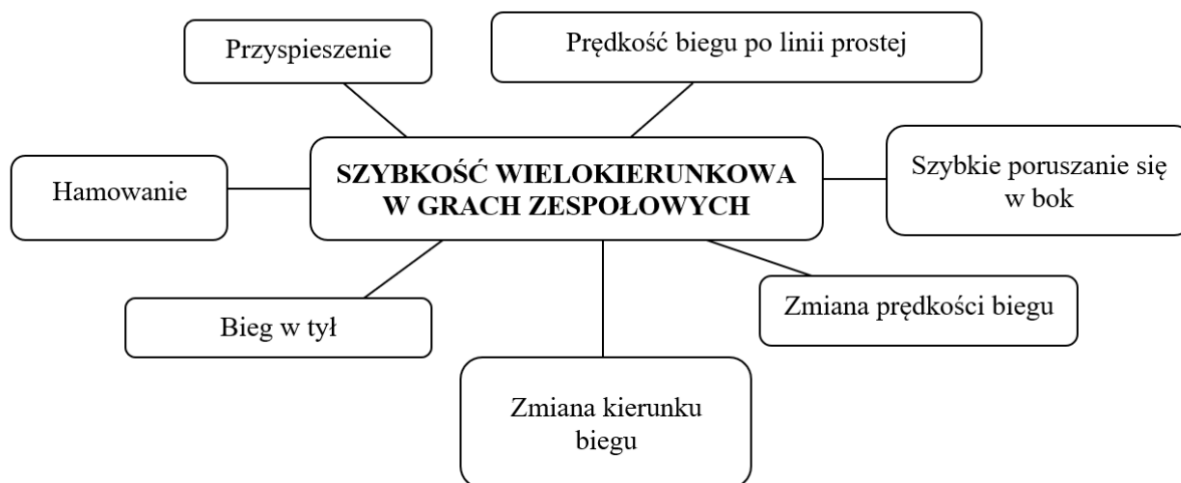 Przyspieszenie
Prędkość biegu po linii prostej
SZYBKOŚĆ WIELOKIERUNKOWA
W GRACH ZESPOŁOWYCH
Szybkie poruszanie się
w bok
Hamowanie
Zmiana prędkości biegu
Bieg w tył
Zmiana kierunku
biegu